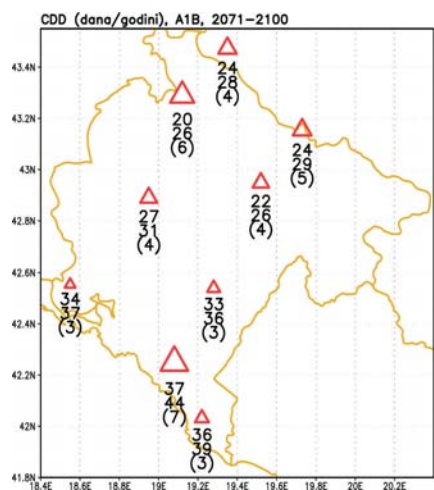 CDD (dana/godini), A1B, 2071-2100
43.4N
43.2N
43N
42.8N
42.6N
42.4N
42.2N
42N
41.8N
24
28
(4)
20
26
(6)
24
29
(5)
22
26
(4)
27
31
(4)
34
37
(3)
33
36
(3)
37
44
(7)
36
39
(3)
18.4E 18.6E 18.8E 19E 19.2E 19.4E 19.6E 19.8E 20E 20.2E